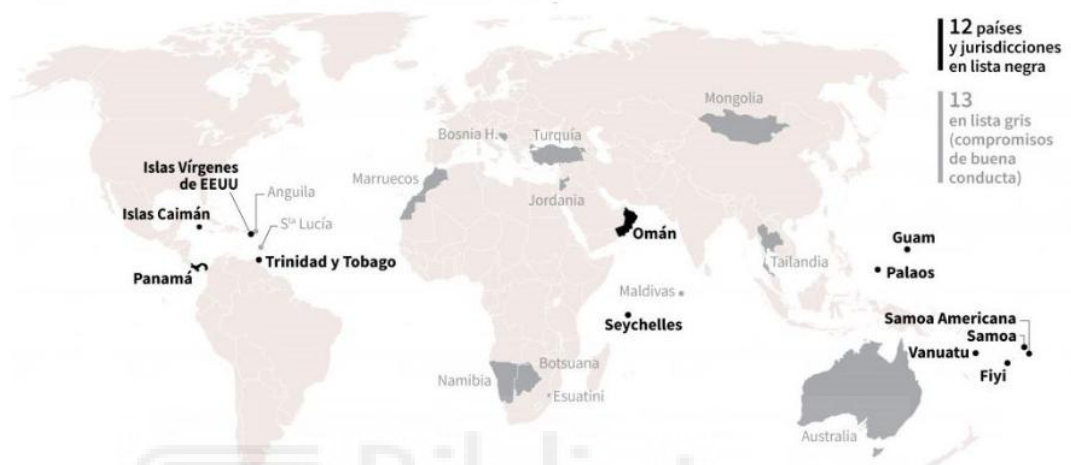 12 países
y jurisdicciones
en lista negra
13
en lista gris
(compromisos
de buena
conducta)
Mongolia
Bosnia H.
Turquía
Islas Vírgenes
de EEUU
Marruecos
Anguila
Jordania
Islas Caimán
Sta Lucía
Omán
Guam
Trinidad y Tobago
Tailandia
Panamá
Palaos
Maldivas
Seychelles
Samoa Americana
Samoa
Vanuatu
Fiyi
Botsuana
Namibia
Esuatini
Australia